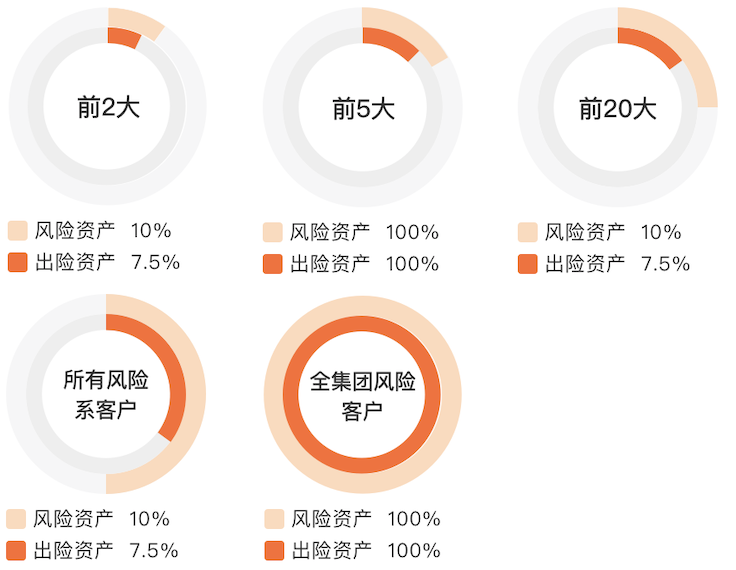 前2大
风险资产 10%
出险资产 7.5%
前5大
风险资产 100%
出险资产 100%
前20大
风险资产 10%
出险资产 7.5%
所有风险
系客户
风险资产 10%
出险资产 7.5%
全集团风险
客户
风险资产 100%
出险资产 100%